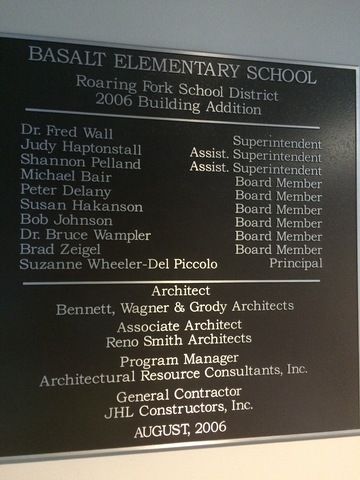 BASALT ELEMENTARY SCHOOL
Roaring Fork School District
2006 Building Addition
Dr. Fred Wall Superintendent
Judy Haptonstall Assist. Superintendent
Shannon Pelland Assist. Superintendent
Michael Bair Board Member
Peter Delany Board Member
Susan Hakanson Board Member
Bob Johnson Board Member
Dr. Bruce Wampler Board Member
Brad Zeigel Board Member
Suzanne Wheeler-Del Piccolo Principal
Architect
Bennett, Wagner & Grody Architects
Associate Architect
Reno Smith Architects
Program Manager
Architectural Resource Consultants, Inc.
General Contractor
JHL Constructors, Inc.
AUGUST, 2006